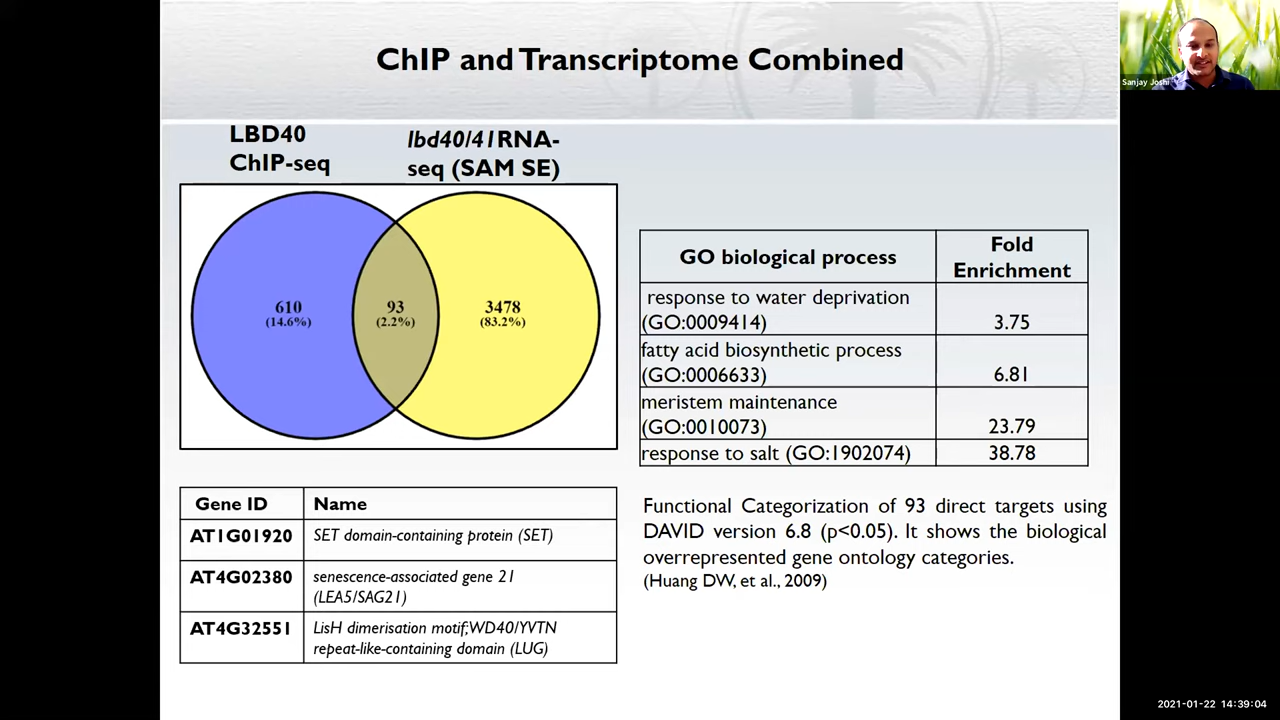 ChIP and Transcriptome Combined
Sanjay Joshi
LBD40
ChIP-seq
lbd40/41RNA-
seq (SAM SE)
610
(14.6%)
93
(2.2%)
3478
(83.2%)
GO biological process
Fold
Enrichment
response to water deprivation
(GO:0009414)
3.75
fatty acid biosynthetic process
(GO:0006633)
6.81
meristem maintenance
(GO:0010073)
23.79
response to salt (GO:1902074)
38.78
Gene ID
Name
AT1G01920
SET domain-containing protein (SET)
AT4G02380
senescence-associated gene 21
(LEA5/SAG21)
AT4G32551
LisH dimerisation motif;WD40/YVTN
repeat-like-containing domain (LUG)
Functional Categorization of 93 direct targets using
DAVID version 6.8 (p<0.05). It shows the biological
overrepresented gene ontology categories.
(Huang DW, et al., 2009)
2021-01-22 14:39:04